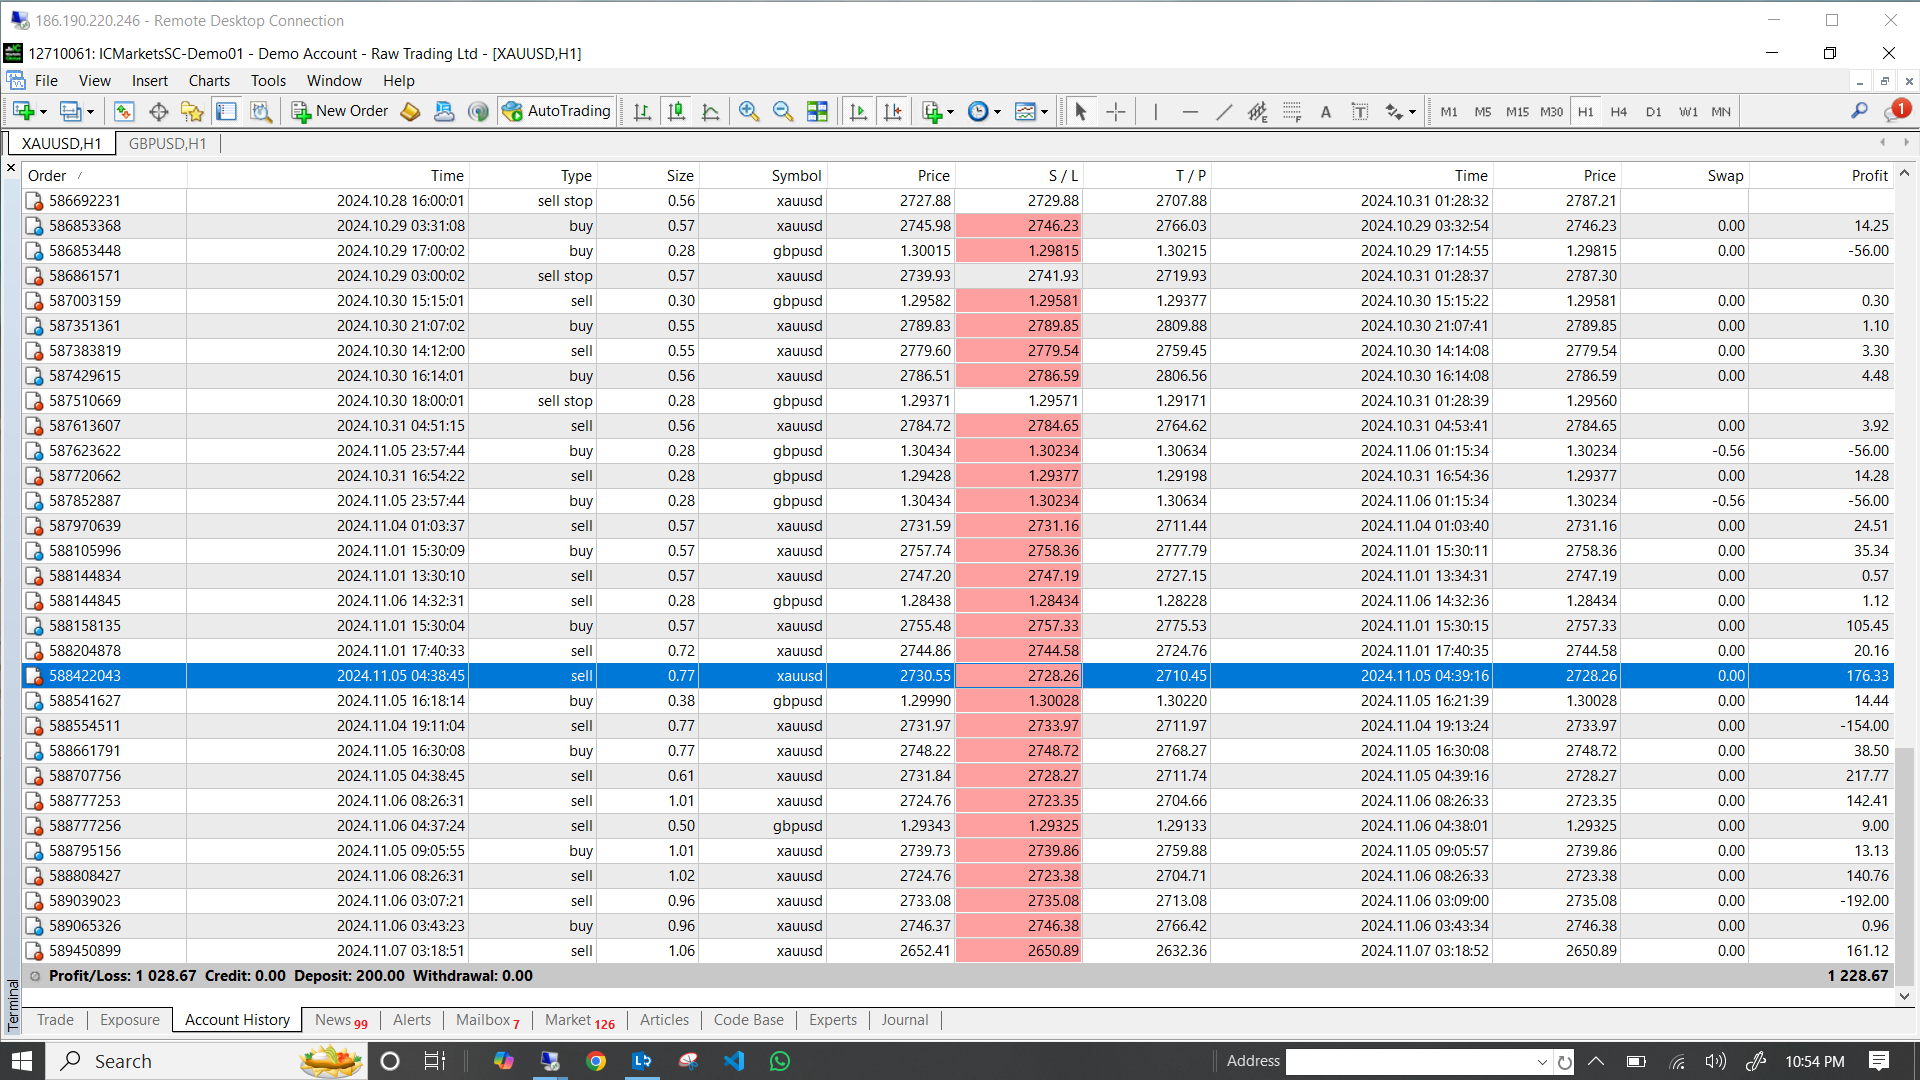 186.190.220.246 - Remote Desktop Connection
12710061: ICMarketsSC-Demo01 - Demo Account - Raw Trading Ltd - [XAUUSD,H1]
File View Insert Charts Tools Window Help
New Order AutoTrading A T M1 M5 M15 M30 H1 H4 D1 W1 MN 1
XAUUSD,H1 GBPUSD,H1
Order / Time Type Size Symbol Price S / L T / P Time Price Swap Profit
586692231 2024.10.28 16:00:01 sell stop 0.56 xauusd 2727.88 2729.88 2707.88 2024.10.31 01:28:32 2787.21
586853368 2024.10.29 03:31:08 buy 0.57 xauusd 2745.98 2746.23 2766.03 2024.10.29 03:32:54 2746.23 0.00 14.25
586853448 2024.10.29 17:00:02 buy 0.28 gbpusd 1.30015 1.29815 1.30215 2024.10.29 17:14:55 1.29815 0.00 -56.00
586861571 2024.10.29 03:00:02 sell stop 0.57 xauusd 2739.93 2741.93 2719.93 2024.10.31 01:28:37 2787.30
587003159 2024.10.30 15:15:01 sell 0.30 gbpusd 1.29582 1.29581 1.29377 2024.10.30 15:15:22 1.29581 0.00 0.30
587351361 2024.10.30 21:07:02 buy 0.55 xauusd 2789.83 2789.85 2809.88 2024.10.30 21:07:41 2789.85 0.00 1.10
587383819 2024.10.30 14:12:00 sell 0.55 xauusd 2779.60 2779.54 2759.45 2024.10.30 14:14:08 2779.54 0.00 3.30
587429615 2024.10.30 16:14:01 buy 0.56 xauusd 2786.51 2786.59 2806.56 2024.10.30 16:14:08 2786.59 0.00 4.48
587510669 2024.10.30 18:00:01 sell stop 0.28 gbpusd 1.29371 1.29571 1.29171 2024.10.31 01:28:39 1.29560
587613607 2024.10.31 04:51:15 sell 0.56 xauusd 2784.72 2784.65 2764.62 2024.10.31 04:53:41 2784.65 0.00 3.92
587623622 2024.11.05 23:57:44 buy 0.28 gbpusd 1.30434 1.30234 1.30634 2024.11.06 01:15:34 1.30234 -0.56 -56.00
587720662 2024.10.31 16:54:22 sell 0.28 gbpusd 1.29428 1.29377 1.29198 2024.10.31 16:54:36 1.29377 0.00 14.28
587852887 2024.11.05 23:57:44 buy 0.28 gbpusd 1.30434 1.30234 1.30634 2024.11.06 01:15:34 1.30234 -0.56 -56.00
587970639 2024.11.04 01:03:37 sell 0.57 xauusd 2731.59 2731.16 2711.44 2024.11.04 01:03:40 2731.16 0.00 24.51
588105996 2024.11.01 15:30:09 buy 0.57 xauusd 2757.74 2758.36 2777.79 2024.11.01 15:30:11 2758.36 0.00 35.34
588144834 2024.11.01 13:30:10 sell 0.57 xauusd 2747.20 2747.19 2727.15 2024.11.01 13:34:31 2747.19 0.00 0.57
588144845 2024.11.06 14:32:31 sell 0.28 gbpusd 1.28438 1.28434 1.28228 2024.11.06 14:32:36 1.28434 0.00 1.12
588158135 2024.11.01 15:30:04 buy 0.57 xauusd 2755.48 2757.33 2775.53 2024.11.01 15:30:15 2757.33 0.00 105.45
588204878 2024.11.01 17:40:33 sell 0.72 xauusd 2744.86 2744.58 2724.76 2024.11.01 17:40:35 2744.58 0.00 20.16
588422043 2024.11.05 04:38:45 sell 0.77 xauusd 2730.55 2728.26 2710.45 2024.11.05 04:39:16 2728.26 0.00 176.33
588541627 2024.11.05 16:18:14 buy 0.38 gbpusd 1.29990 1.30028 1.30220 2024.11.05 16:21:39 1.30028 0.00 14.44
588554511 2024.11.04 19:11:04 sell 0.77 xauusd 2731.97 2733.97 2711.97 2024.11.04 19:13:24 2733.97 0.00 -154.00
588661791 2024.11.05 16:30:08 buy 0.77 xauusd 2748.22 2748.72 2768.27 2024.11.05 16:30:08 2748.72 0.00 38.50
588707756 2024.11.05 04:38:45 sell 0.61 xauusd 2731.84 2728.27 2711.74 2024.11.05 04:39:16 2728.27 0.00 217.77
588777253 2024.11.06 08:26:31 sell 1.01 xauusd 2724.76 2723.35 2704.66 2024.11.06 08:26:33 2723.35 0.00 142.41
588777256 2024.11.06 04:37:24 sell 0.50 gbpusd 1.29343 1.29325 1.29133 2024.11.06 04:38:01 1.29325 0.00 9.00
588795156 2024.11.05 09:05:55 buy 1.01 xauusd 2739.73 2739.86 2759.88 2024.11.05 09:05:57 2739.86 0.00 13.13
588808427 2024.11.06 08:26:31 sell 1.02 xauusd 2724.76 2723.38 2704.71 2024.11.06 08:26:33 2723.38 0.00 140.76
589039023 2024.11.06 03:07:21 sell 0.96 xauusd 2733.08 2735.08 2713.08 2024.11.06 03:09:00 2735.08 0.00 -192.00
589065326 2024.11.06 03:43:23 buy 0.96 xauusd 2746.37 2746.38 2766.42 2024.11.06 03:43:34 2746.38 0.00 0.96
589450899 2024.11.07 03:18:51 sell 1.06 xauusd 2652.41 2650.89 2632.36 2024.11.07 03:18:52 2650.89 0.00 161.12
Profit/Loss: 1 028.67 Credit: 0.00 Deposit: 200.00 Withdrawal: 0.00 1 228.67
Terminal
Trade Exposure Account History News 99 Alerts Mailbox 7 Market 126 Articles Code Base Experts Journal
Search Address 10:54 PM